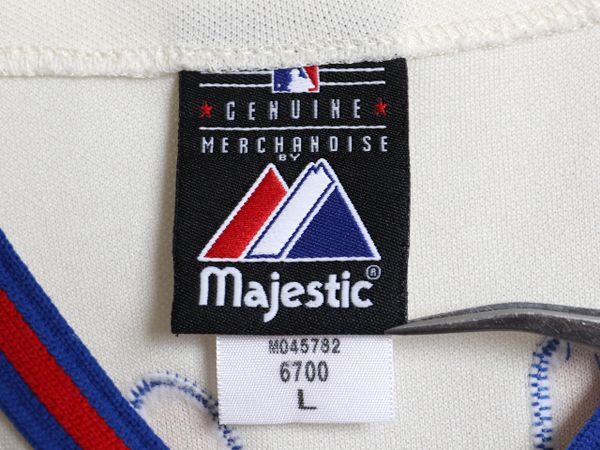 ★ GENUINE ★
MERCHANDISE
BY
Majestic®
M045782
6700
L